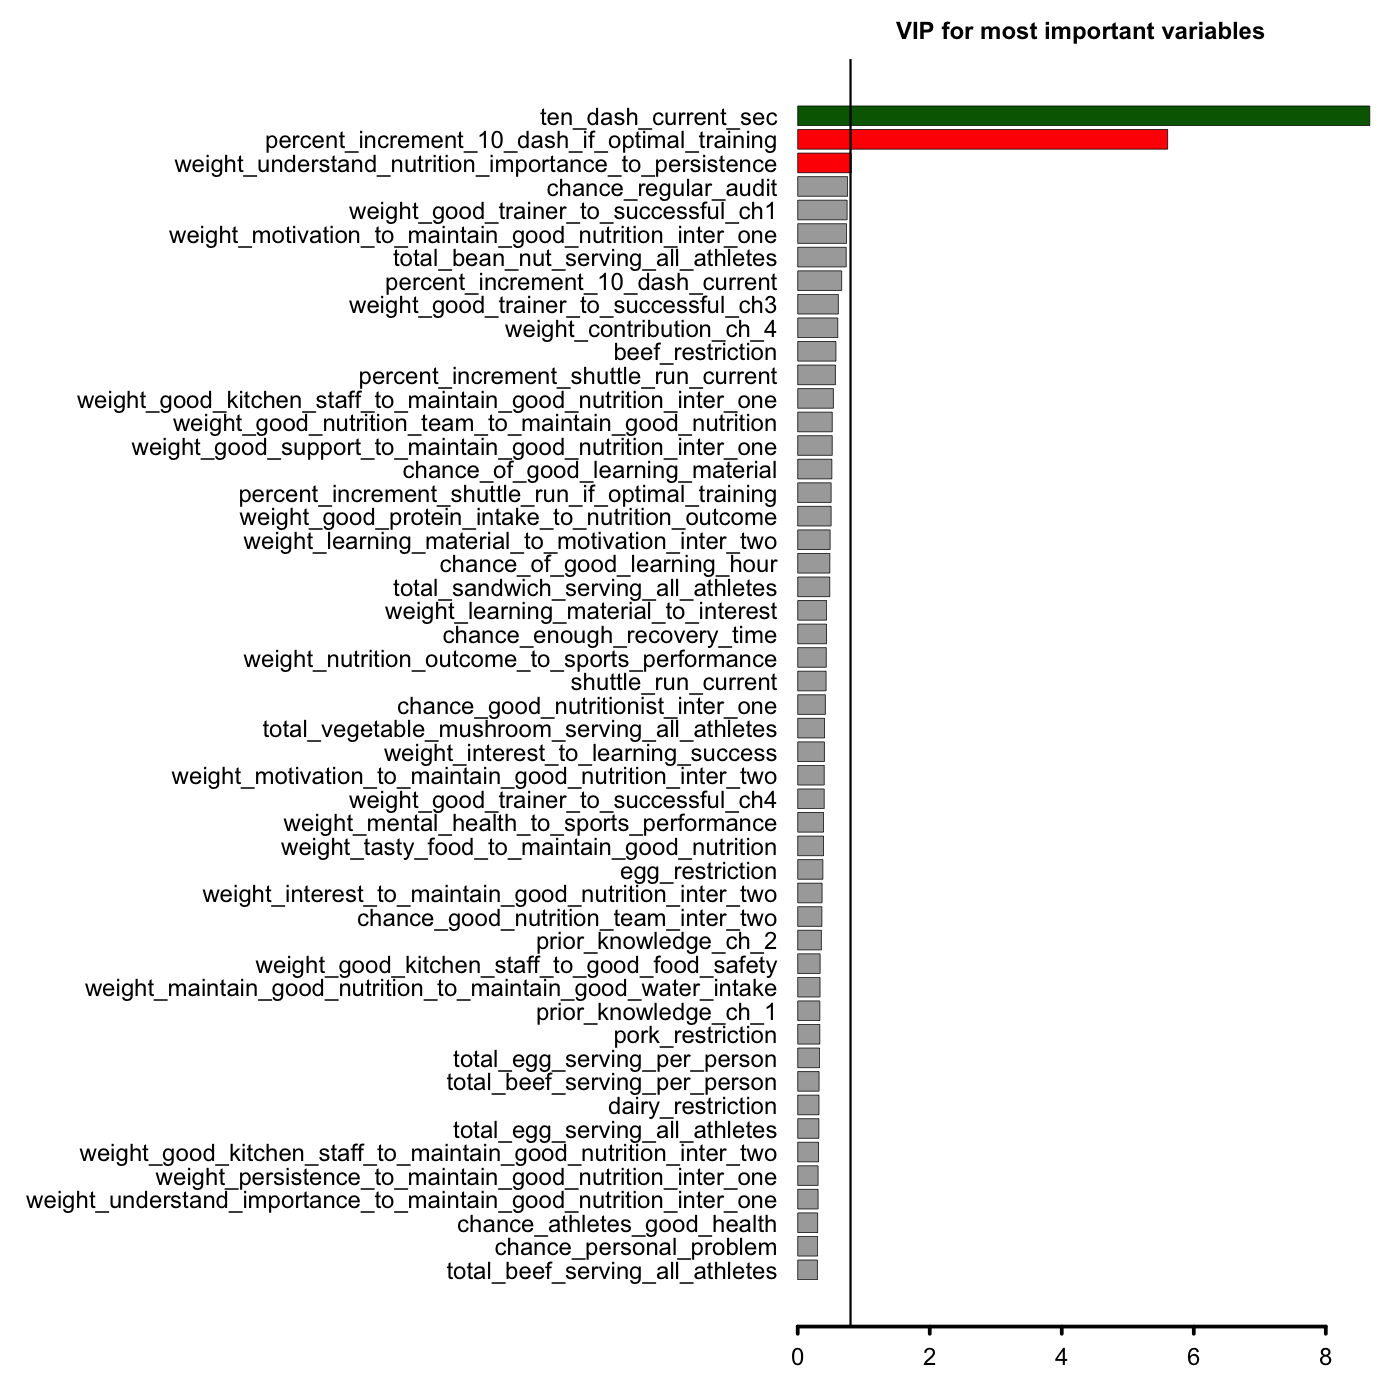 VIP for most important variables
ten_dash_current_sec
percent_increment_10_dash_if_optimal_training
weight_understand_nutrition_importance_to_persistence
chance_regular_audit
weight_good_trainer_to_successful_ch1
weight_motivation_to_maintain_good_nutrition_inter_one
total_bean_nut_serving_all_athletes
percent_increment_10_dash_current
weight_good_trainer_to_successful_ch3
weight_contribution_ch_4
beef_restriction
percent_increment_shuttle_run_current
weight_good_kitchen_staff_to_maintain_good_nutrition_inter_one
weight_good_nutrition_team_to_maintain_good_nutrition
weight_good_support_to_maintain_good_nutrition_inter_one
chance_of_good_learning_material
percent_increment_shuttle_run_if_optimal_training
weight_good_protein_intake_to_nutrition_outcome
weight_learning_material_to_motivation_inter_two
chance_of_good_learning_hour
total_sandwich_serving_all_athletes
weight_learning_material_to_interest
chance_enough_recovery_time
weight_nutrition_outcome_to_sports_performance
shuttle_run_current
chance_good_nutritionist_inter_one
total_vegetable_mushroom_serving_all_athletes
weight_interest_to_learning_success
weight_motivation_to_maintain_good_nutrition_inter_two
weight_good_trainer_to_successful_ch4
weight_mental_health_to_sports_performance
weight_tasty_food_to_maintain_good_nutrition
egg_restriction
weight_interest_to_maintain_good_nutrition_inter_two
chance_good_nutrition_team_inter_two
prior_knowledge_ch_2
weight_good_kitchen_staff_to_good_food_safety
weight_maintain_good_nutrition_to_maintain_good_water_intake
prior_knowledge_ch_1
pork_restriction
total_egg_serving_per_person
total_beef_serving_per_person
dairy_restriction
total_egg_serving_all_athletes
weight_good_kitchen_staff_to_maintain_good_nutrition_inter_two
weight_persistence_to_maintain_good_nutrition_inter_one
weight_understand_importance_to_maintain_good_nutrition_inter_one
chance_athletes_good_health
chance_personal_problem
total_beef_serving_all_athletes
0 2 4 6 8